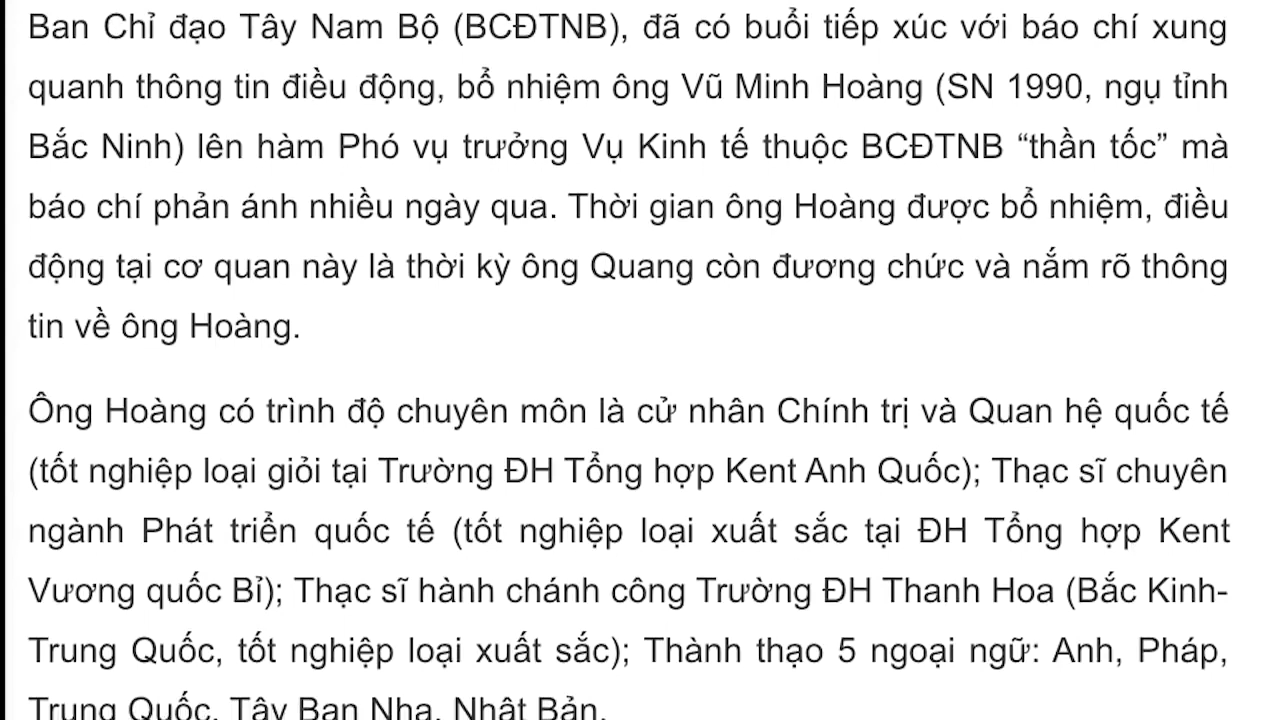 Ban Chỉ đạo Tây Nam Bộ (BCĐTNB), đã có buổi tiếp xúc với báo chí xung
quanh thông tin điều động, bổ nhiệm ông Vũ Minh Hoàng (SN 1990, ngụ tỉnh
Bắc Ninh) lên hàm Phó vụ trưởng Vụ Kinh tế thuộc BCĐTNB “thần tốc” mà
báo chí phản ánh nhiều ngày qua. Thời gian ông Hoàng được bổ nhiệm, điều
động tại cơ quan này là thời kỳ ông Quang còn đương chức và nắm rõ thông
tin về ông Hoàng.
Ông Hoàng có trình độ chuyên môn là cử nhân Chính trị và Quan hệ quốc tế
(tốt nghiệp loại giỏi tại Trường ĐH Tổng hợp Kent Anh Quốc); Thạc sĩ chuyên
ngành Phát triển quốc tế (tốt nghiệp loại xuất sắc tại ĐH Tổng hợp Kent
Vương quốc Bỉ); Thạc sĩ hành chánh công Trường ĐH Thanh Hoa (Bắc Kinh-
Trung Quốc, tốt nghiệp loại xuất sắc); Thành thạo 5 ngoại ngữ: Anh, Pháp,
Trung Quốc, Tây Ban Nha, Nhật Bản.